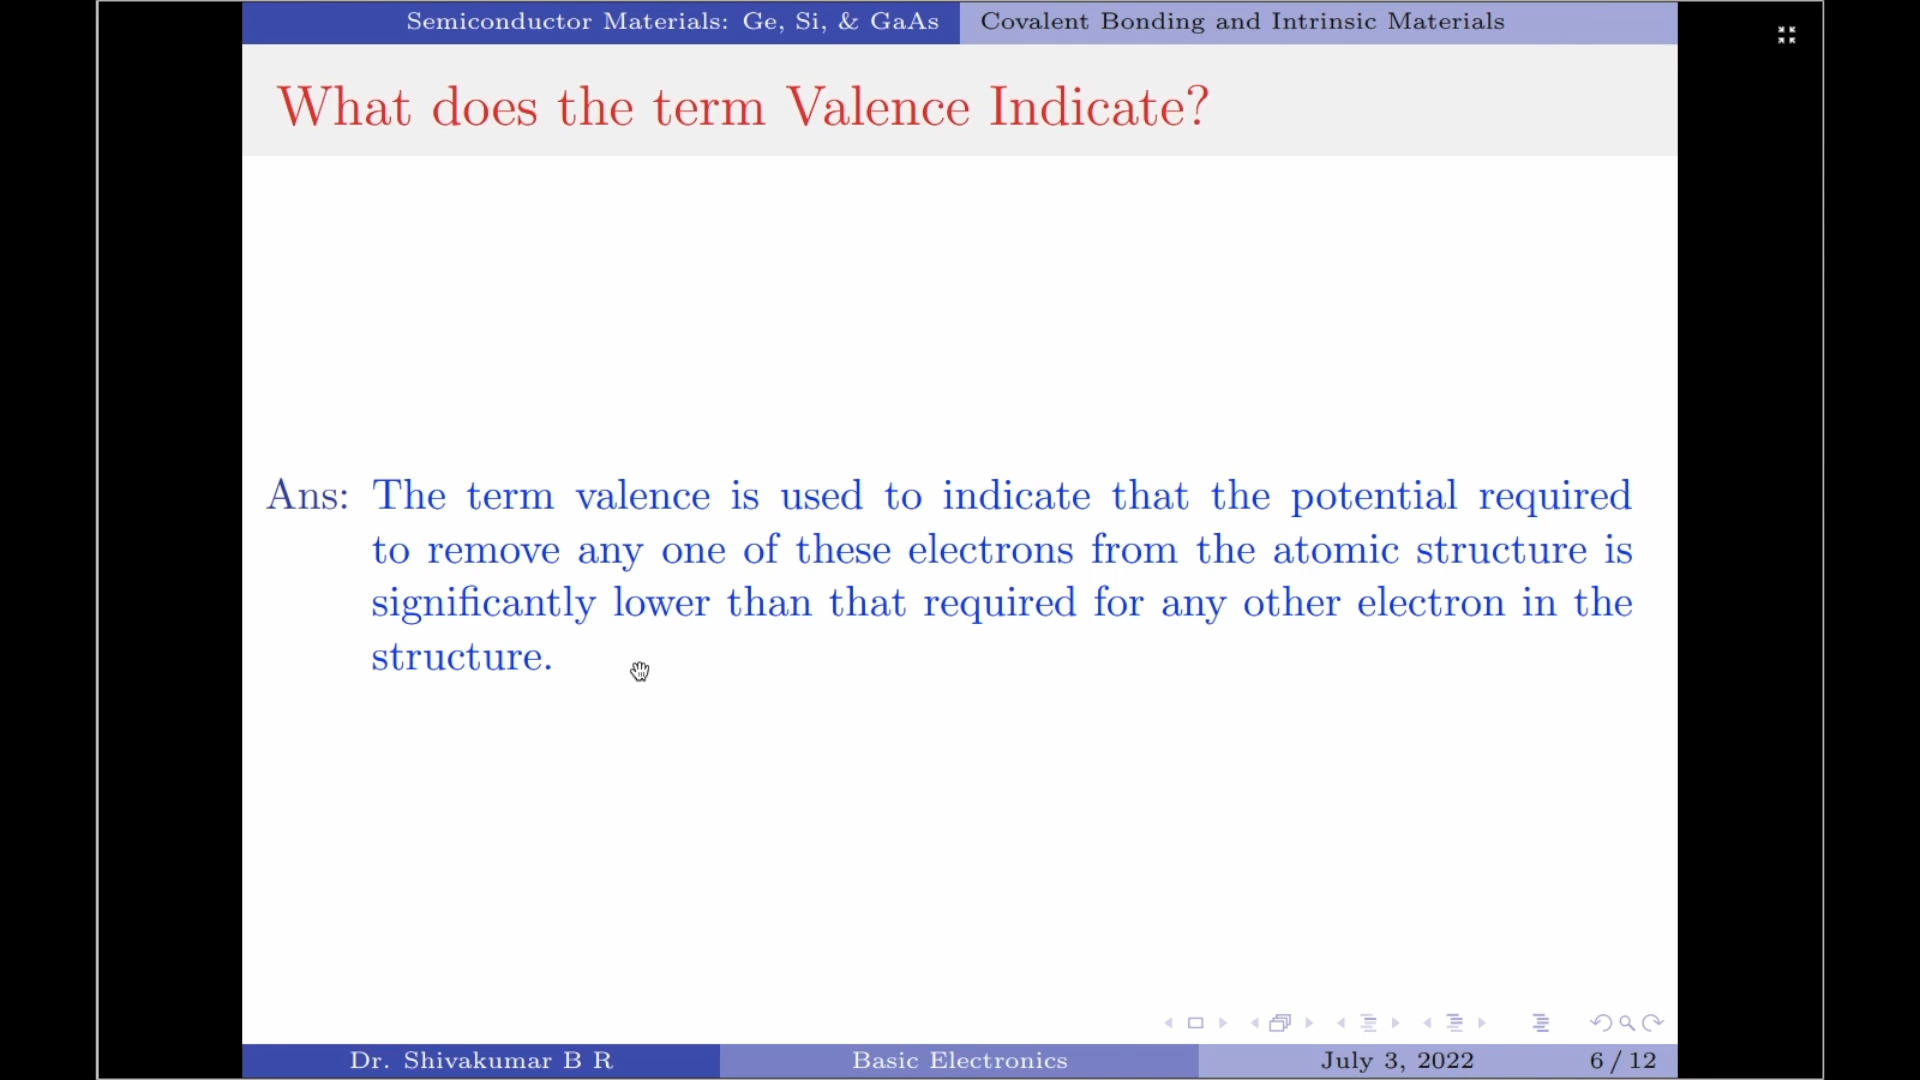 Semiconductor Materials: Ge, Si, & GaAs
Covalent Bonding and Intrinsic Materials
What does the term Valence Indicate?
Ans: The term valence is used to indicate that the potential required
to remove any one of these electrons from the atomic structure is
significantly lower than that required for any other electron in the
structure.
Dr. Shivakumar B R
Basic Electronics
July 3, 2022
6 / 12